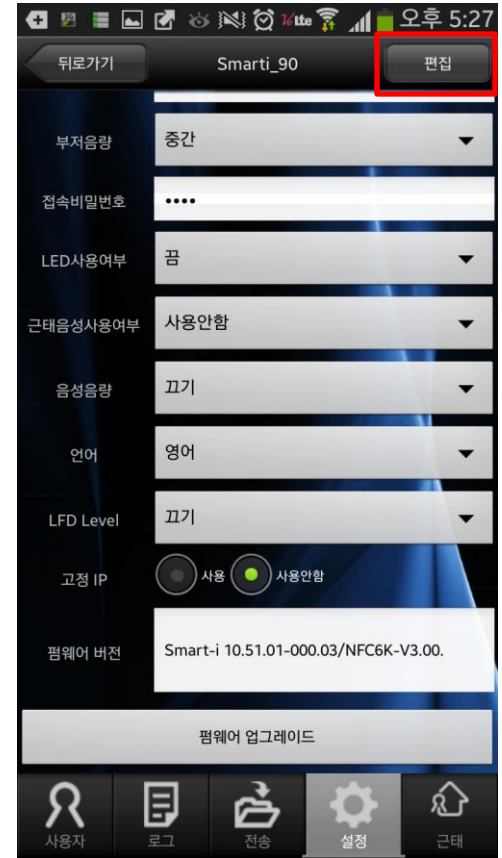 오후 5:27
뒤로가기 Smarti_90 편집
부저음량 중간
접속비밀번호 ••••
LED사용여부 끔
근태음성사용여부 사용안함
음성음량 끄기
언어 영어
LFD Level 끄기
고정 IP 사용 사용안함
펌웨어 버전 Smart-i 10.51.01-000.03/NFC6K-V3.00.
펌웨어 업그레이드
사용자 로그 전송 설정 근태